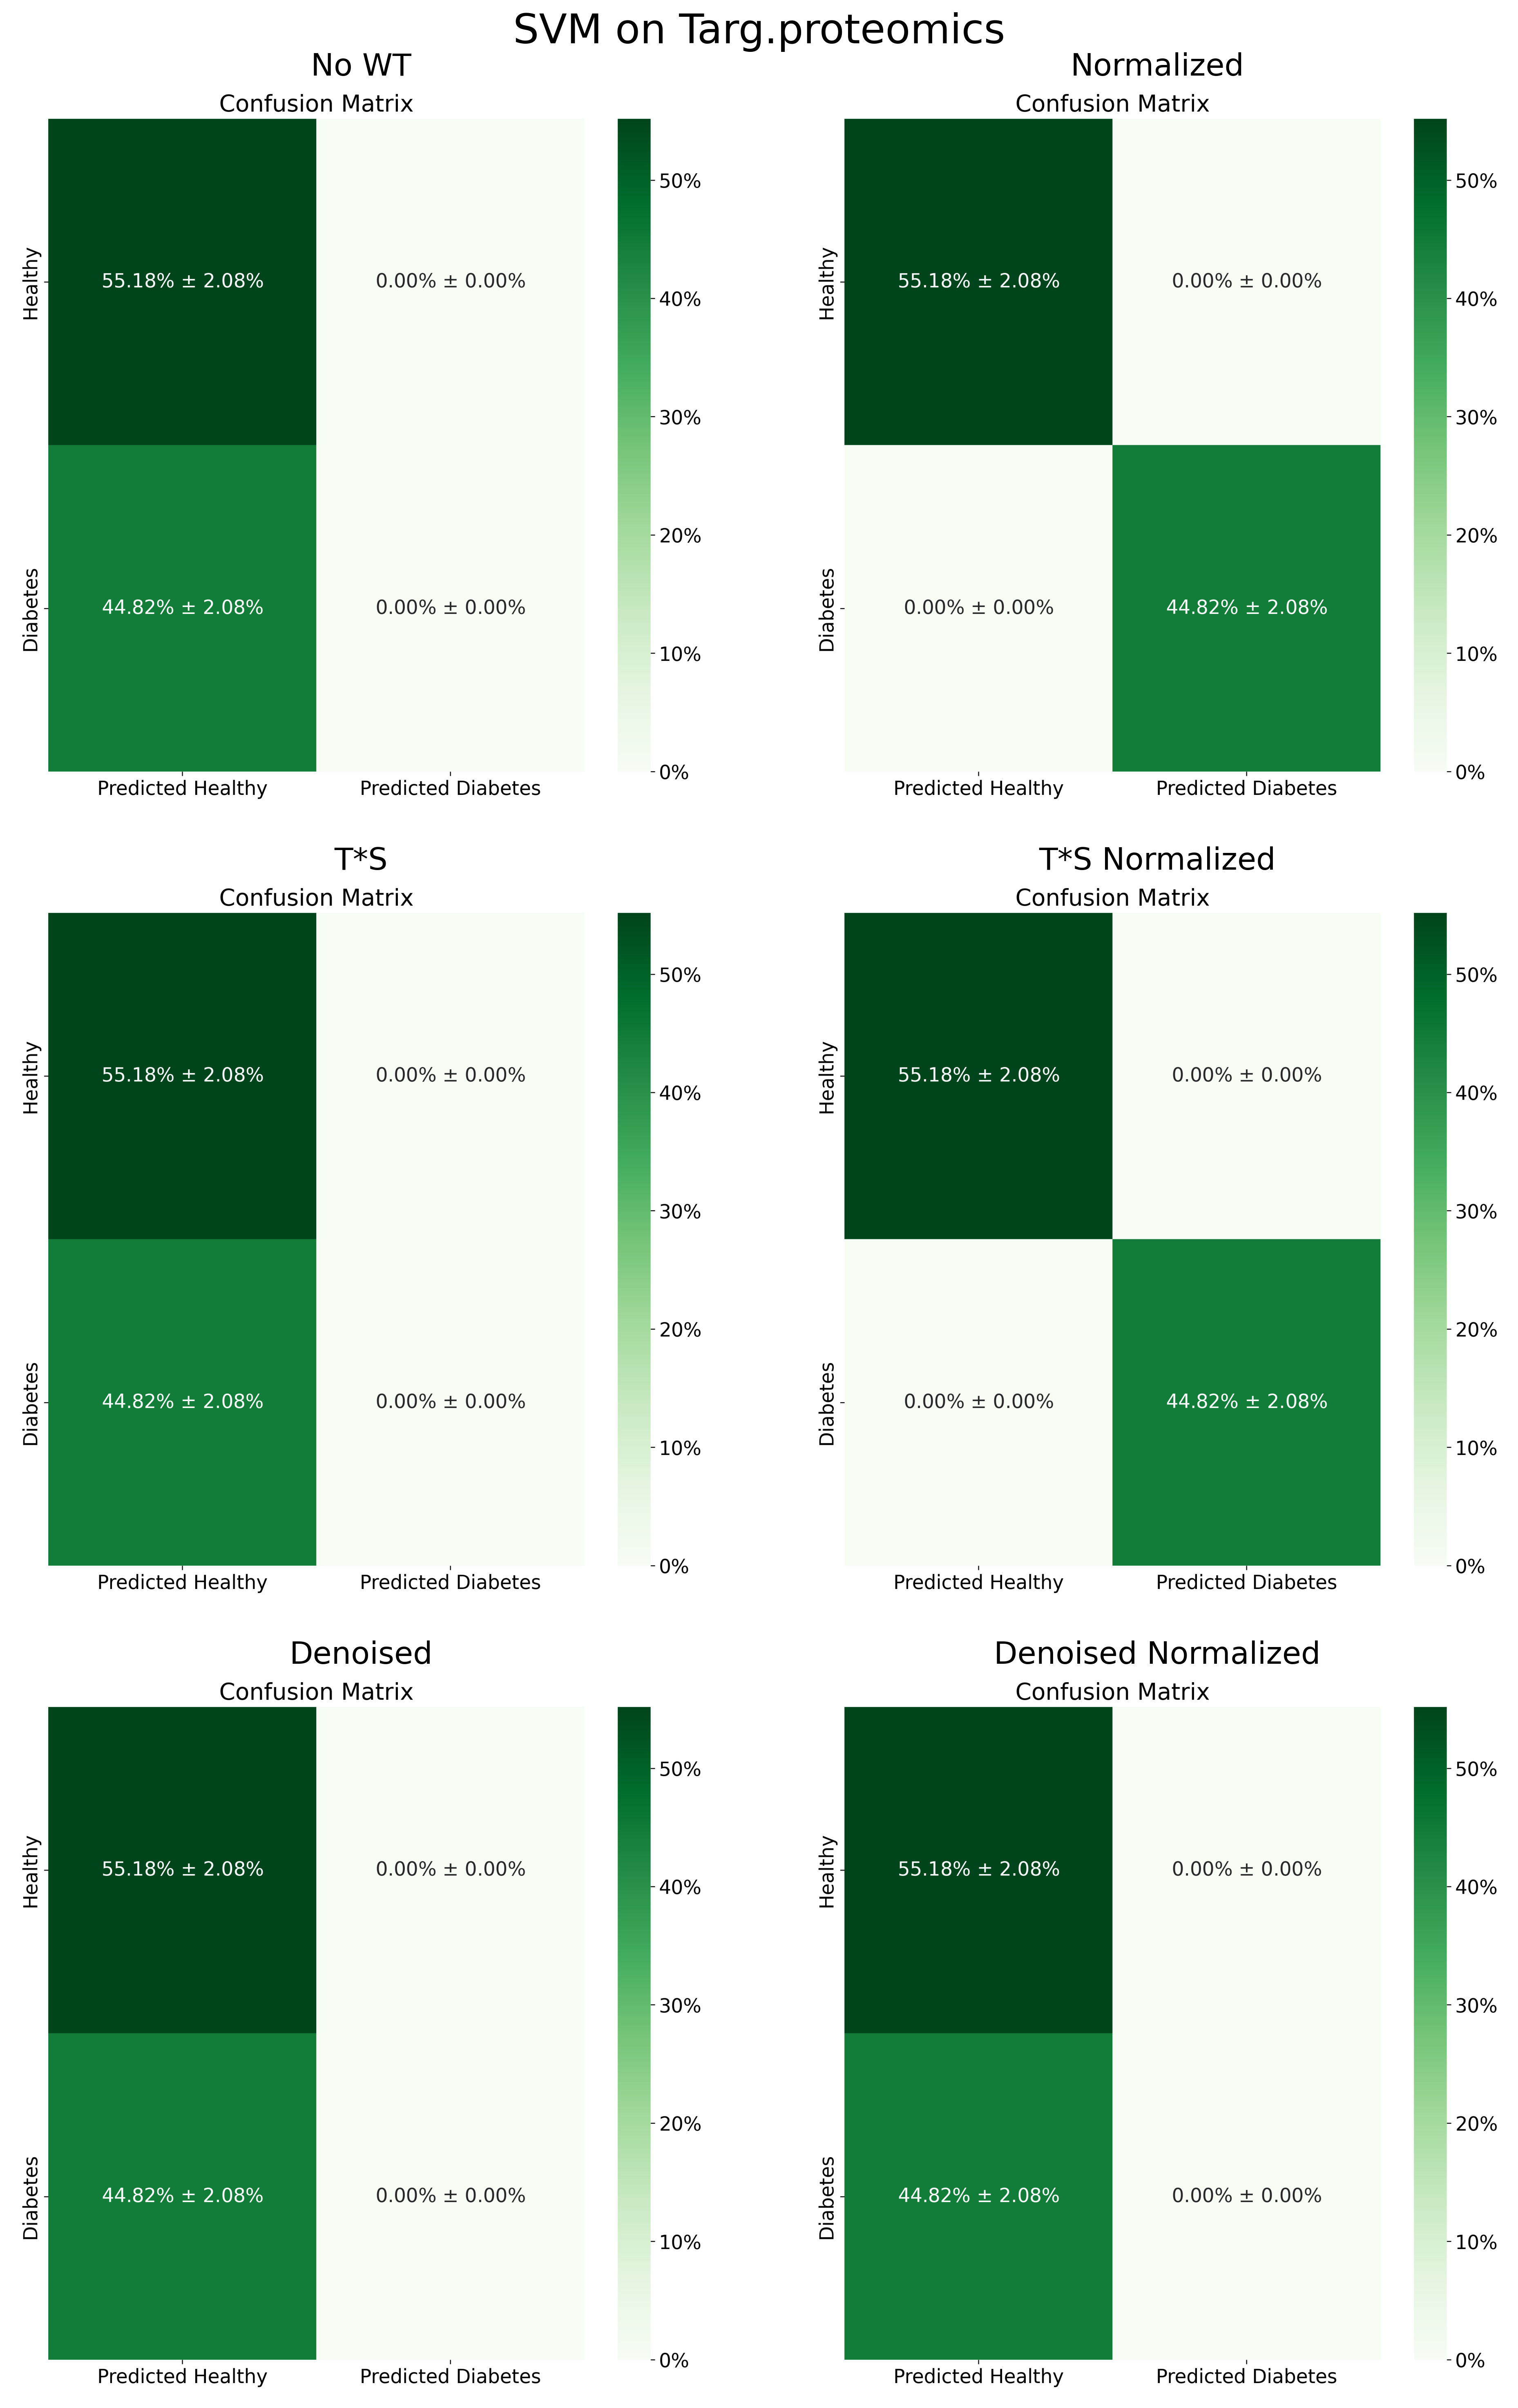 SVM on Targ.proteomics
No WT
Confusion Matrix
Healthy
Diabetes
55.18% ± 2.08%
0.00% ± 0.00%
44.82% ± 2.08%
0.00% ± 0.00%
Predicted Healthy
Predicted Diabetes
50%
40%
30%
20%
10%
0%
Normalized
Confusion Matrix
Healthy
Diabetes
55.18% ± 2.08%
0.00% ± 0.00%
0.00% ± 0.00%
44.82% ± 2.08%
Predicted Healthy
Predicted Diabetes
50%
40%
30%
20%
10%
0%
T*S
Confusion Matrix
Healthy
Diabetes
55.18% ± 2.08%
0.00% ± 0.00%
44.82% ± 2.08%
0.00% ± 0.00%
Predicted Healthy
Predicted Diabetes
50%
40%
30%
20%
10%
0%
T*S Normalized
Confusion Matrix
Healthy
Diabetes
55.18% ± 2.08%
0.00% ± 0.00%
0.00% ± 0.00%
44.82% ± 2.08%
Predicted Healthy
Predicted Diabetes
50%
40%
30%
20%
10%
0%
Denoised
Confusion Matrix
Healthy
Diabetes
55.18% ± 2.08%
0.00% ± 0.00%
44.82% ± 2.08%
0.00% ± 0.00%
Predicted Healthy
Predicted Diabetes
50%
40%
30%
20%
10%
0%
Denoised Normalized
Confusion Matrix
Healthy
Diabetes
55.18% ± 2.08%
0.00% ± 0.00%
44.82% ± 2.08%
0.00% ± 0.00%
Predicted Healthy
Predicted Diabetes
50%
40%
30%
20%
10%
0%